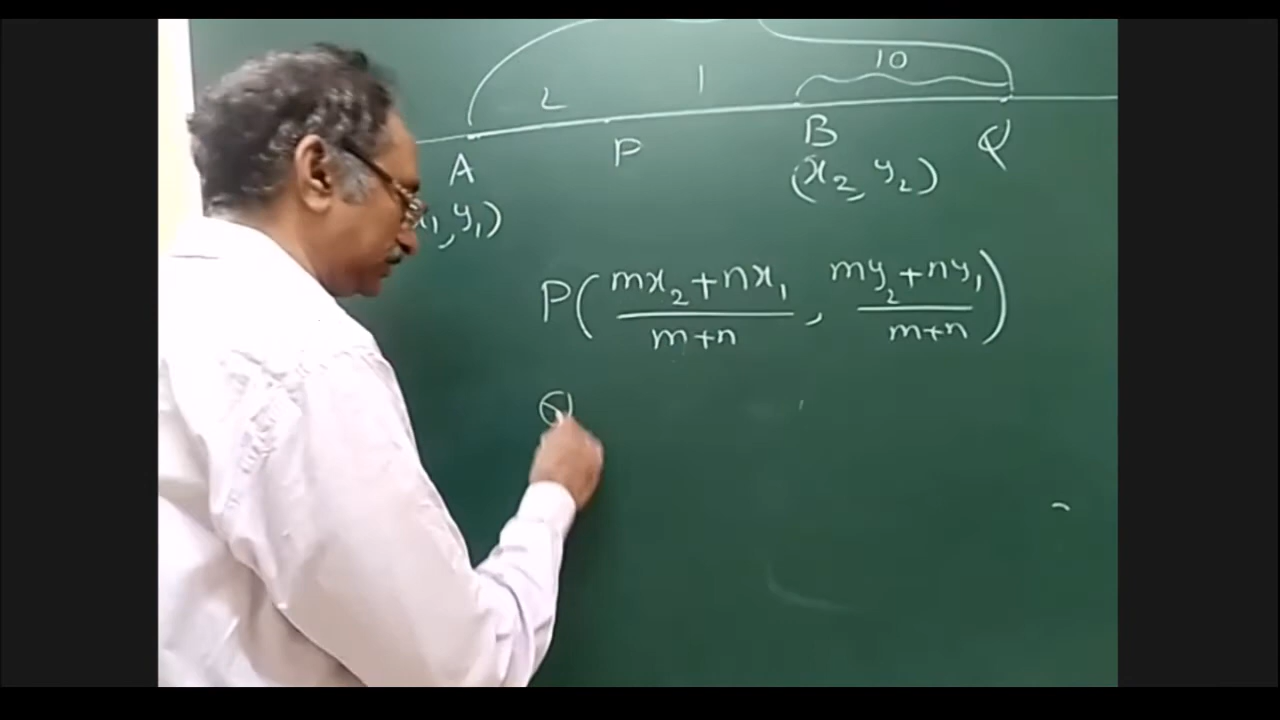 10
2 1
A P B Q
x₁, y₁) (x₂, y₂)
P(mx₂+nx₁/m+n, my₂+ny₁/m+n)
Q